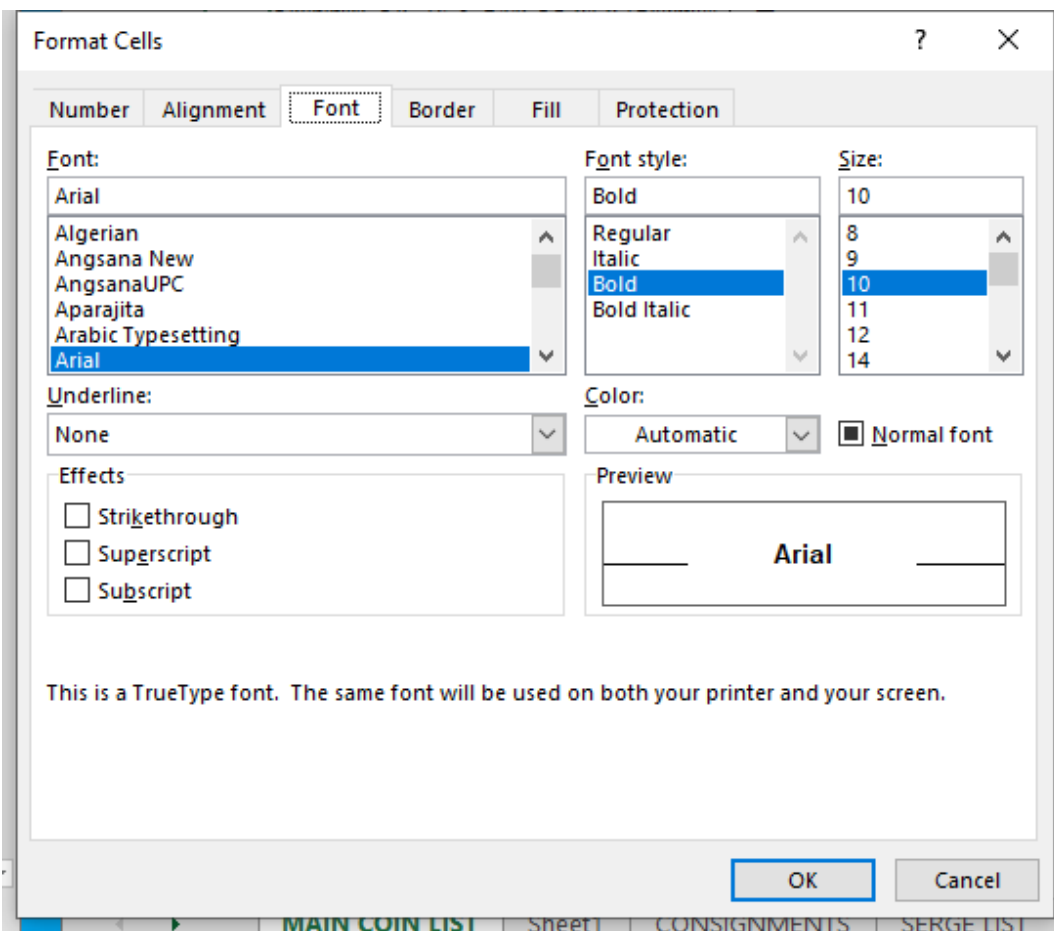 Format Cells ? ×
Number Alignment Font Border Fill Protection
Font: Font style: Size:
Arial Bold 10
Algerian Regular 8
Angsana New Italic 9
AngsanaUPC Bold 10
Aparajita Bold Italic 11
Arabic Typesetting 12
Arial 14
Underline: Color:
None Automatic Normal font
Effects Preview
Strikethrough
Superscript Arial
Subscript
This is a TrueType font.  The same font will be used on both your printer and your screen.
OK Cancel
MAIN COIN LIST Sheet1 CONSIGNMENTS SERGE LIST